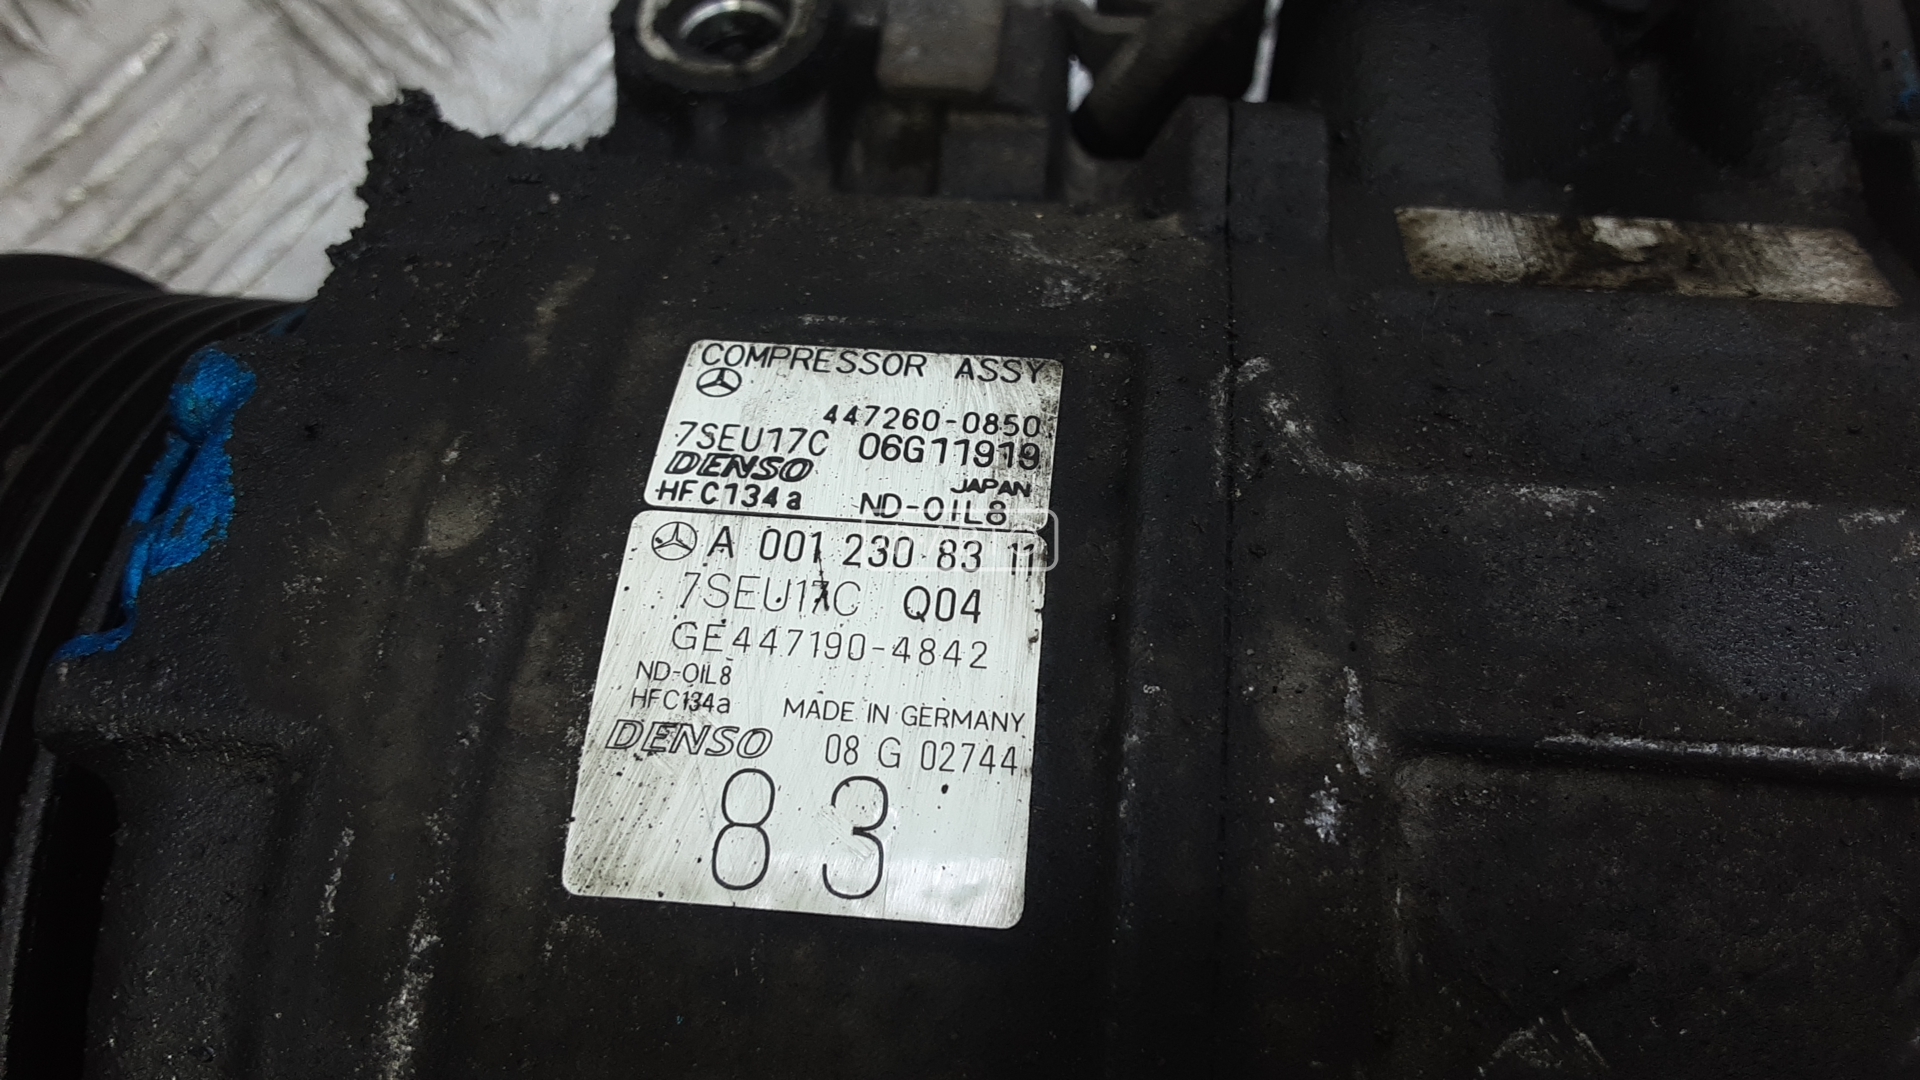 COMPRESSOR ASSY
447260-0850
7SEU17C 06G11919
DENSO JAPAN
HFC134a ND-OIL8
A 001 230 83 11
7SEU17C Q04
GE447190-4842
ND-OIL8
HFC134a MADE IN GERMANY
DENSO 08 G 02744
83